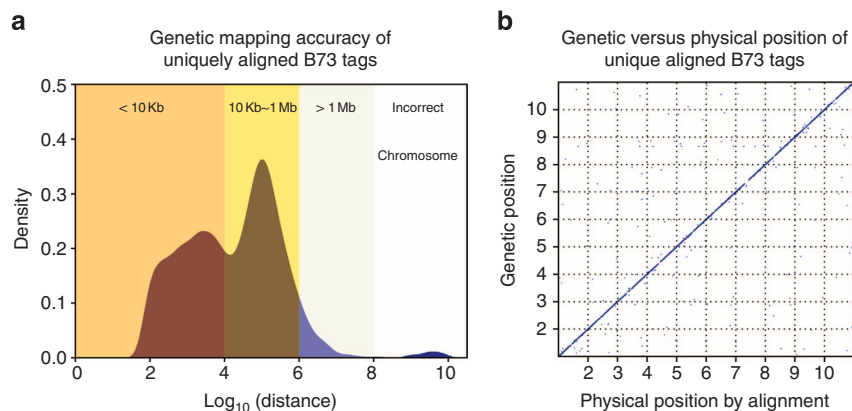 a
Genetic mapping accuracy of
uniquely aligned B73 tags
0.5
0.4
0.3
0.2
0.1
0.0
Density
< 10 Kb
10 Kb~1 Mb
> 1 Mb
Incorrect
Chromosome
0
2
4
6
8
10
Log10 (distance)
b
Genetic versus physical position of
unique aligned B73 tags
10
9
8
7
6
5
4
3
2
Genetic position
2 3 4 5 6 7 8 9 10
Physical position by alignment